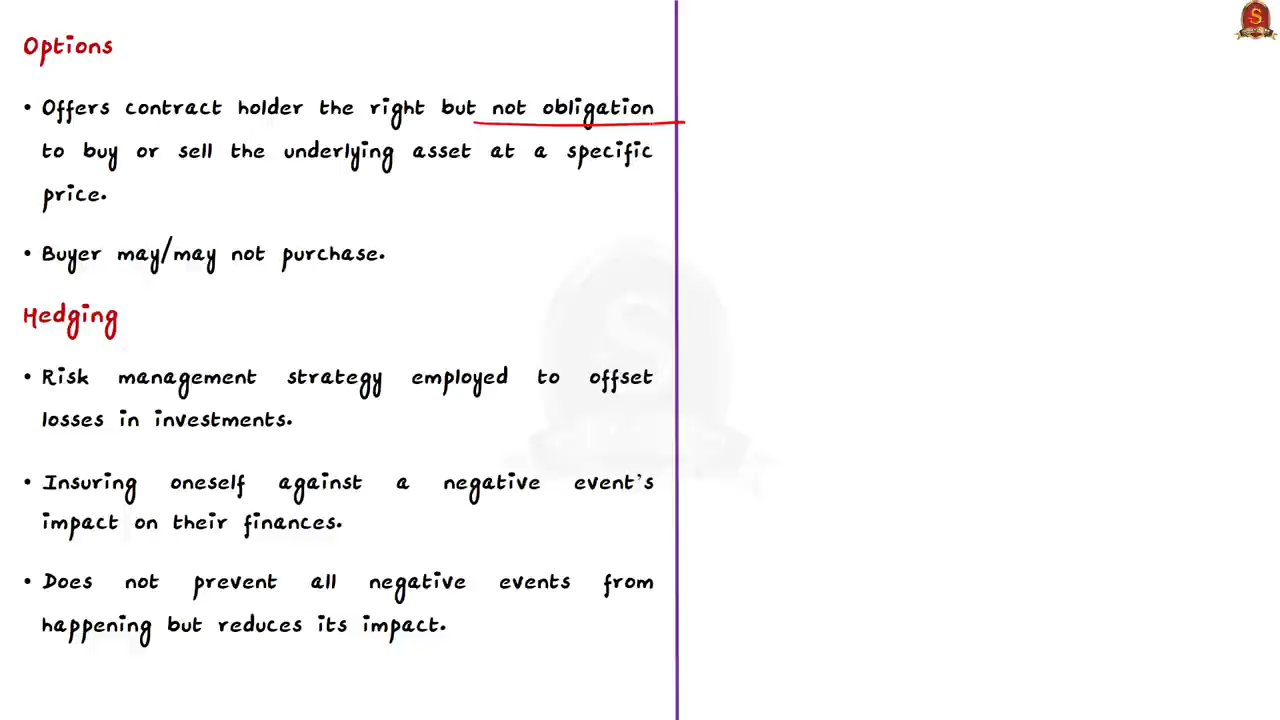 Options
• Offers contract holder the right but not obligation
to buy or sell the underlying asset at a specific
price.
• Buyer may/may not purchase.
Hedging
• Risk management strategy employed to offset
losses in investments.
• Insuring oneself against a negative event's
impact on their finances.
• Does not prevent all negative events from
happening but reduces its impact.
S
S